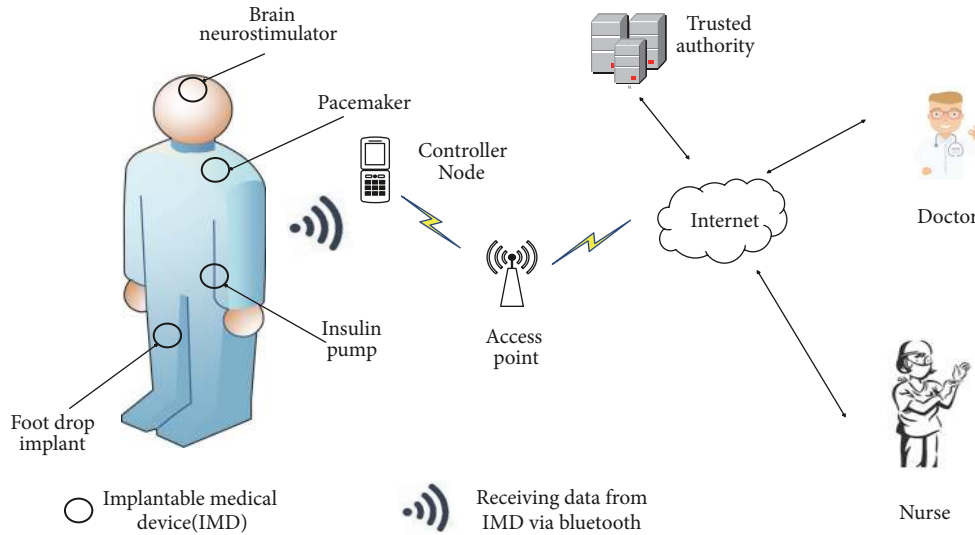 Brain
neurostimulator
Pacemaker
Controller
Node
Trusted
authority
Internet
Doctor
Access
point
Insulin
pump
Foot drop
implant
Implantable medical
device(IMD)
Receiving data from
IMD via bluetooth
Nurse